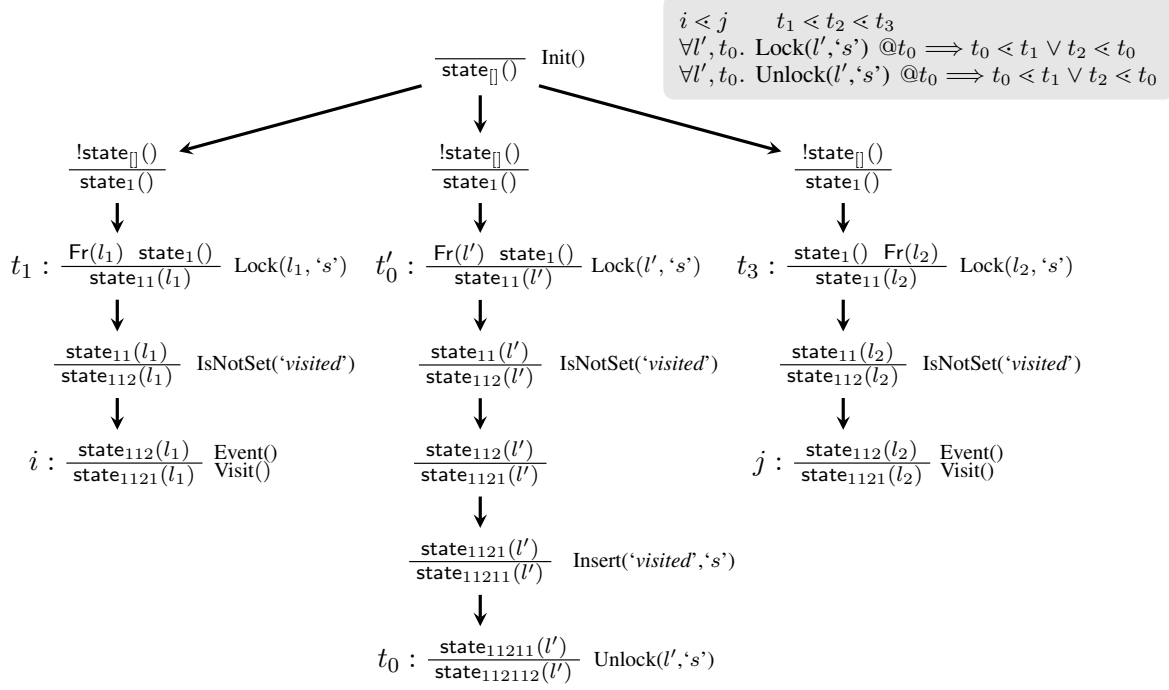 i ⋖ j t₁ ⋖ t₂ ⋖ t₃
∀l′, t₀. Lock(l′,‘s’) @t₀ ⟹ t₀ ⋖ t₁ ∨ t₂ ⋖ t₀
∀l′, t₀. Unlock(l′,‘s’) @t₀ ⟹ t₀ ⋖ t₁ ∨ t₂ ⋖ t₀
Init()
state[]()
!state[]() !state[]() !state[]()
state₁() state₁() state₁()
t₁ : Fr(l₁) state₁() Lock(l₁, ‘s’) t′₀ : Fr(l′) state₁() Lock(l′, ‘s’) t₃ : state₁() Fr(l₂) Lock(l₂, ‘s’)
state₁₁(l₁) state₁₁(l′) state₁₁(l₂)
state₁₁(l₁) IsNotSet(‘visited’) state₁₁(l′) IsNotSet(‘visited’) state₁₁(l₂) IsNotSet(‘visited’)
state₁₁₂(l₁) state₁₁₂(l′) state₁₁₂(l₂)
i : state₁₁₂(l₁) Event() state₁₁₂(l′) j : state₁₁₂(l₂) Event()
state₁₁₂₁(l₁) Visit() state₁₁₂₁(l′) state₁₁₂₁(l₂) Visit()
state₁₁₂₁(l′) Insert(‘visited’,‘s’)
state₁₁₂₁₁(l′)
t₀ : state₁₁₂₁₁(l′) Unlock(l′,‘s’)
state₁₁₂₁₁₂(l′)